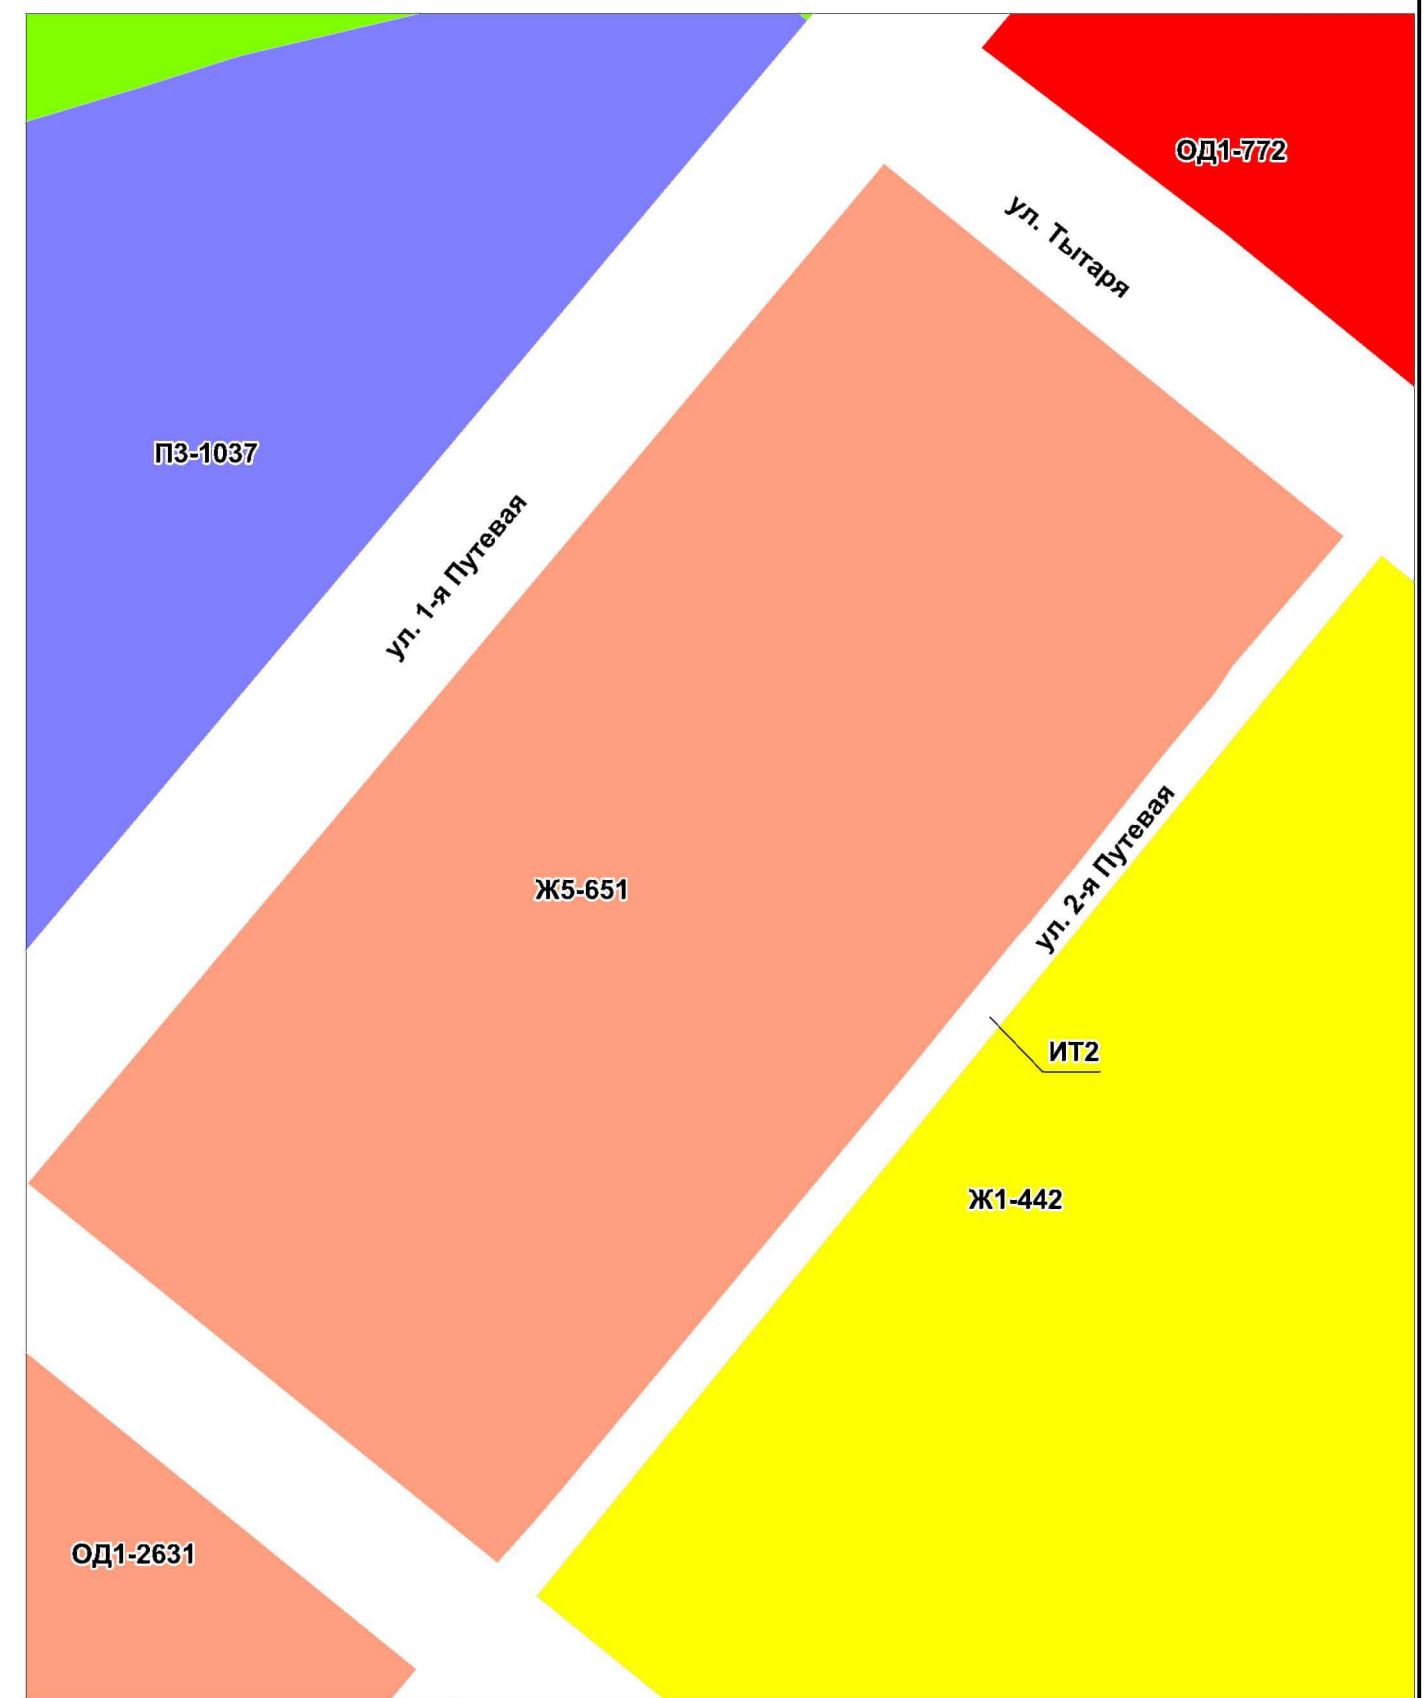 ОД1-772
ул. Тытаря
П3-1037
ул. 1-я Путевая
Ж5-651
ул. 2-я Путевая
ИТ2
Ж1-442
ОД1-2631